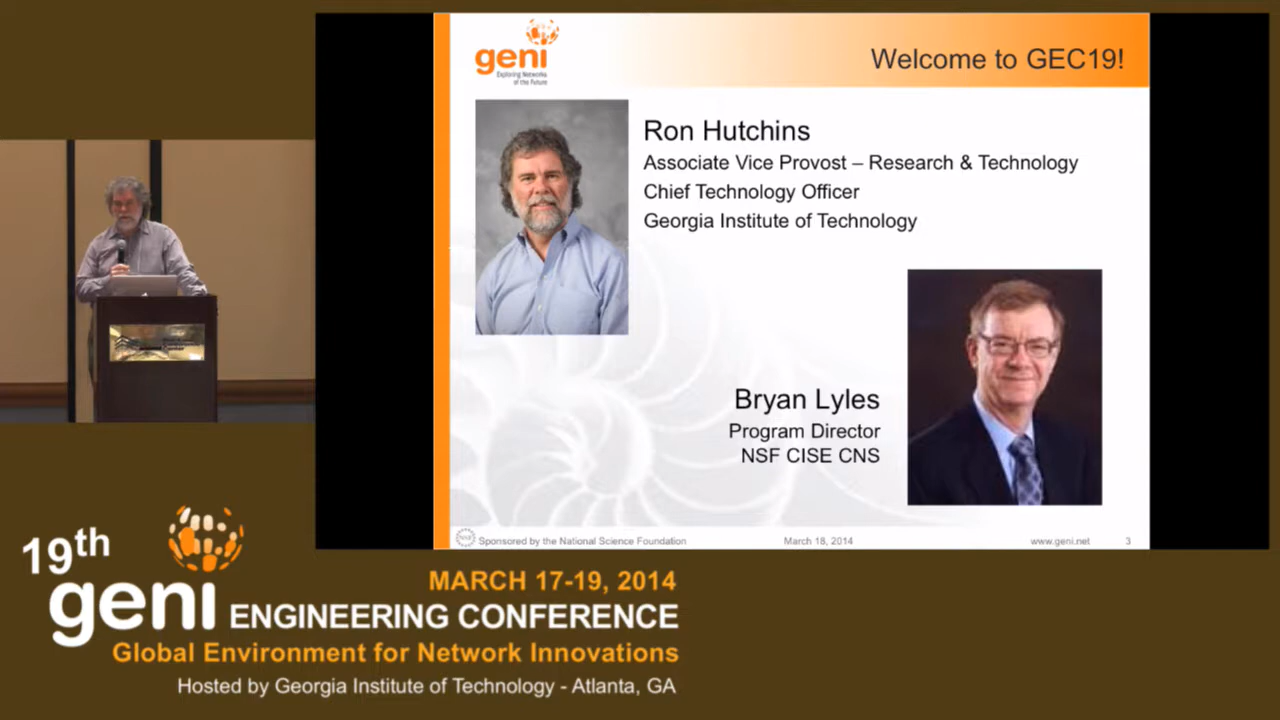 geni
Exploring Networks
of the Future
Welcome to GEC19!
Ron Hutchins
Associate Vice Provost – Research & Technology
Chief Technology Officer
Georgia Institute of Technology
Bryan Lyles
Program Director
NSF CISE CNS
Sponsored by the National Science Foundation
March 18, 2014
www.geni.net
3
19th
geni
MARCH 17-19, 2014
ENGINEERING CONFERENCE
Global Environment for Network Innovations
Hosted by Georgia Institute of Technology - Atlanta, GA